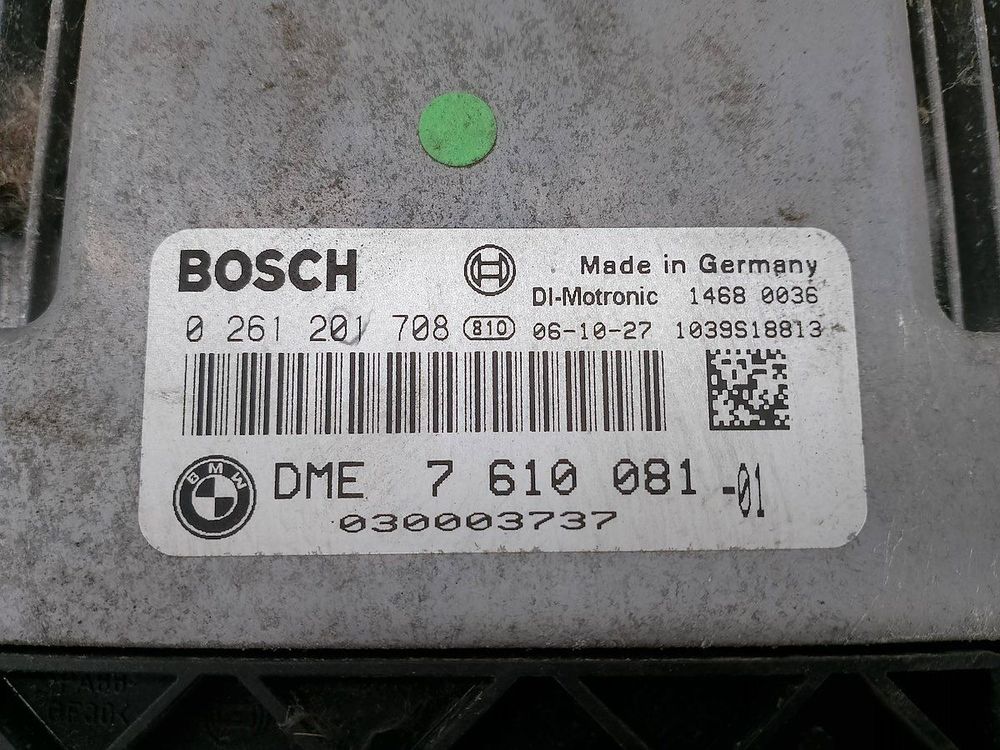 BOSCH
Made in Germany
DI-Motronic 1468 0036
0 261 201 708 810 06-10-27 1039S18813
BMW
DME 7 610 081 -01
030003737